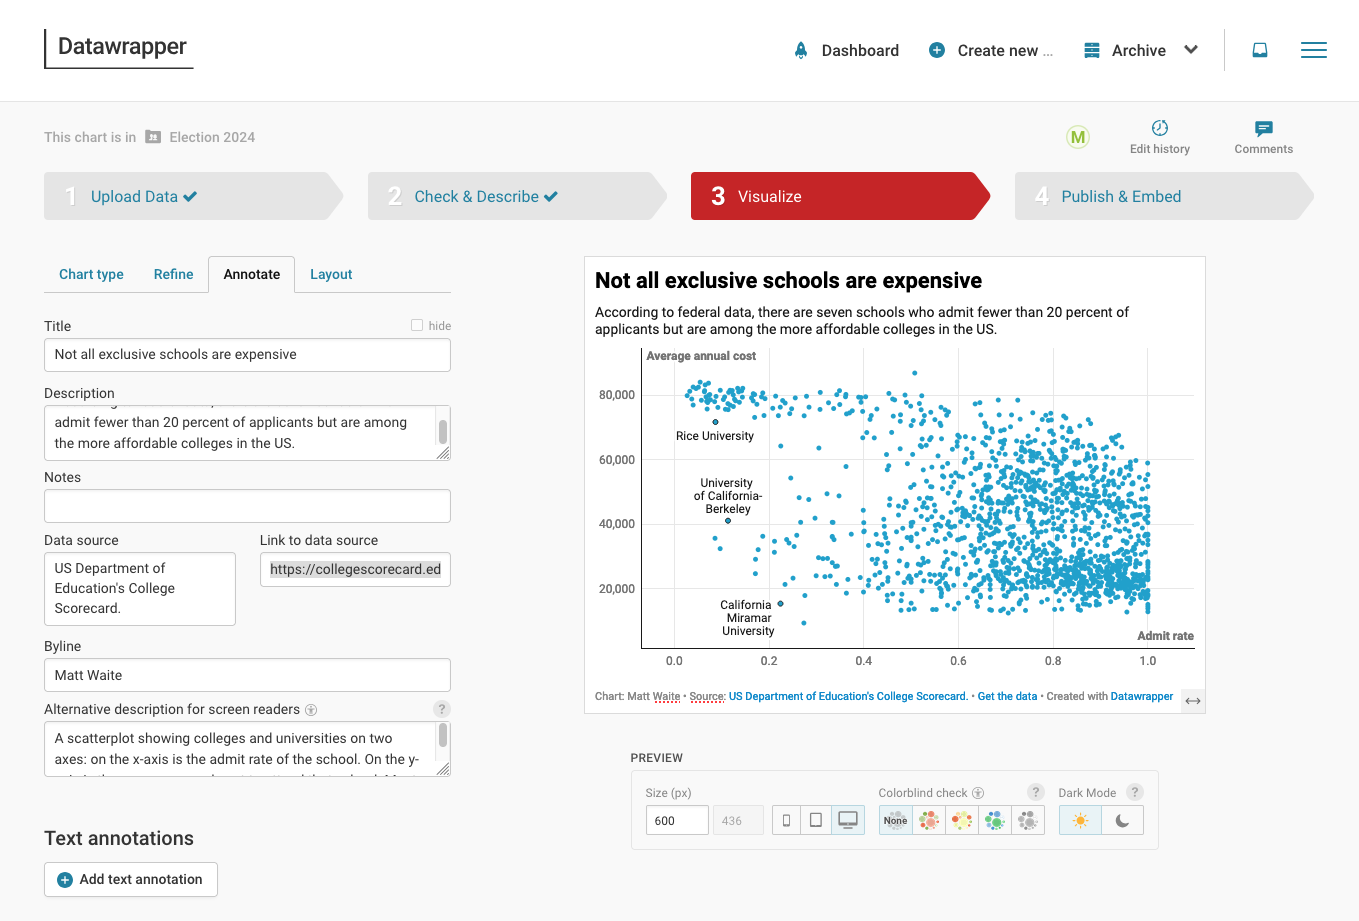 Datawrapper
Dashboard
Create new ...
Archive
This chart is in Election 2024
M
Edit history
Comments
1 Upload Data
2 Check & Describe
3 Visualize
4 Publish & Embed
Chart type
Refine
Annotate
Layout
Title
hide
Not all exclusive schools are expensive
Description
admit fewer than 20 percent of applicants but are among
the more affordable colleges in the US.
Notes
Data source
Link to data source
US Department of
Education's College
Scorecard.
https://collegescorecard.ed
Byline
Matt Waite
Alternative description for screen readers
?
A scatterplot showing colleges and universities on two
axes: on the x-axis is the admit rate of the school. On the y-
Text annotations
Add text annotation
Not all exclusive schools are expensive
According to federal data, there are seven schools who admit fewer than 20 percent of
applicants but are among the more affordable colleges in the US.
Average annual cost
80,000
60,000
40,000
20,000
Rice University
University
of California-
Berkeley
California
Miramar
University
Admit rate
0.0
0.2
0.4
0.6
0.8
1.0
Chart: Matt Waite • Source: US Department of Education's College Scorecard. • Get the data • Created with Datawrapper
PREVIEW
Size (px)
Colorblind check
?
Dark Mode
?
600
436
None